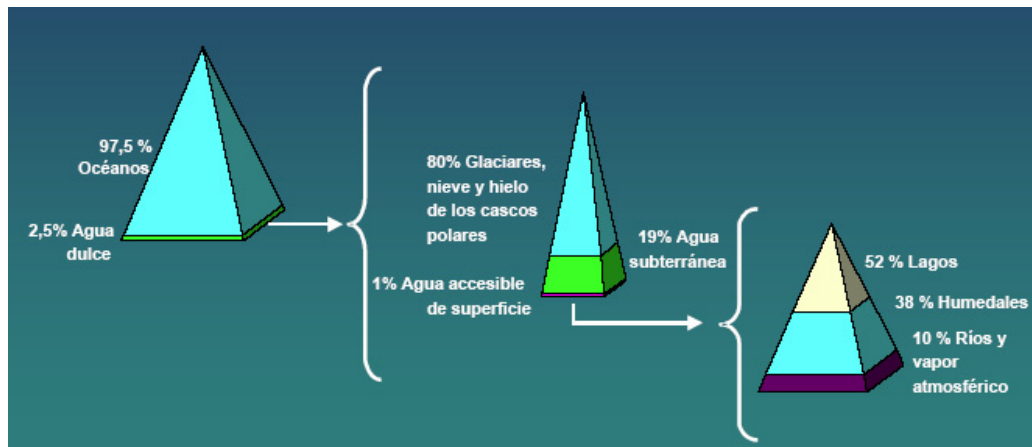 97,5 %
Océanos
2,5% Agua
dulce
80% Glaciares,
nieve y hielo
de los cascos
polares
19% Agua
subterránea
1% Agua accesible
de superficie
52 % Lagos
38 % Humedales
10 % Ríos y
vapor
atmosférico